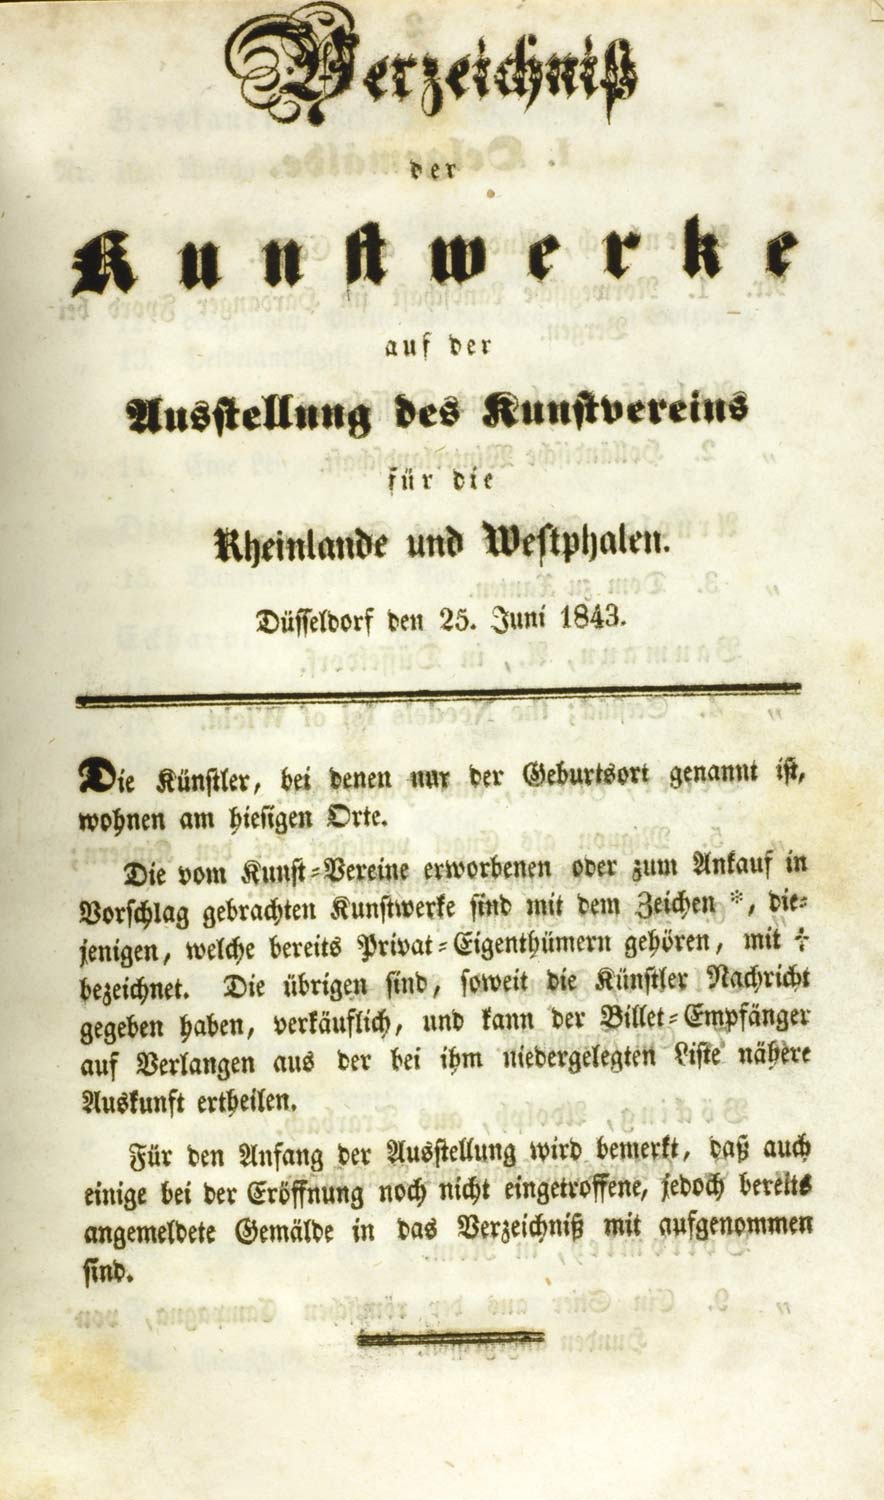 Verzeichniß
der
Kunstwerke
auf der
Ausstellung des Kunstvereins
für die
Rheinlande und Westphalen.
Düsseldorf den 25. Juni 1843.
Die Künstler, bei denen nur der Geburtsort genannt ist,
wohnen am hiesigen Orte.
Die vom Kunst-Vereine erworbenen oder zum Ankauf in
Vorschlag gebrachten Kunstwerke sind mit dem Zeichen *, die-
jenigen, welche bereits Privat-Eigenthümern gehören, mit ÷
bezeichnet. Die übrigen sind, soweit die Künstler Nachricht
gegeben haben, verkäuflich, und kann der Billet-Empfänger
auf Verlangen aus der bei ihm niedergelegten Liste nähere
Auskunft ertheilen.
Für den Anfang der Ausstellung wird bemerkt, daß auch
einige bei der Eröffnung noch nicht eingetroffene, jedoch bereits
angemeldete Gemälde in das Verzeichniß mit aufgenommen
sind.